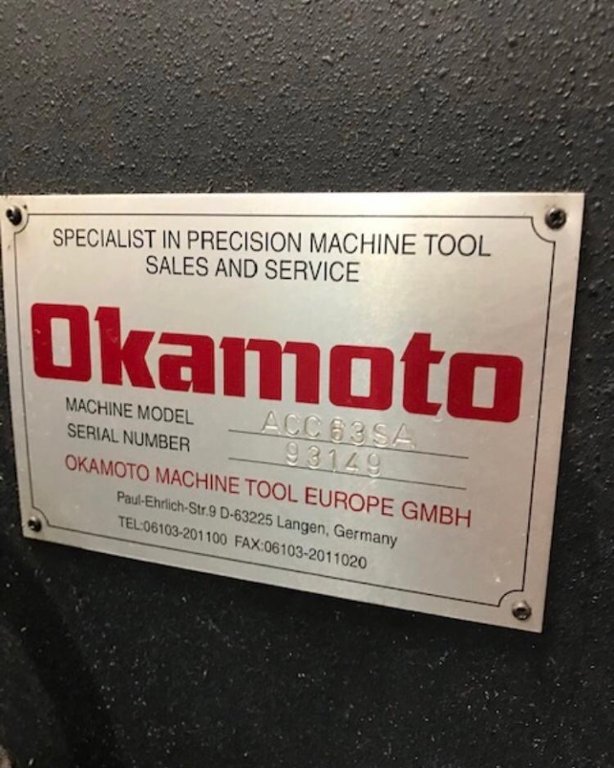 SPECIALIST IN PRECISION MACHINE TOOL
SALES AND SERVICE
Okamoto
MACHINE MODEL ACC63SA
SERIAL NUMBER 93149
OKAMOTO MACHINE TOOL EUROPE GMBH
Paul-Ehrlich-Str.9 D-63225 Langen, Germany
TEL:06103-201100 FAX:06103-2011020